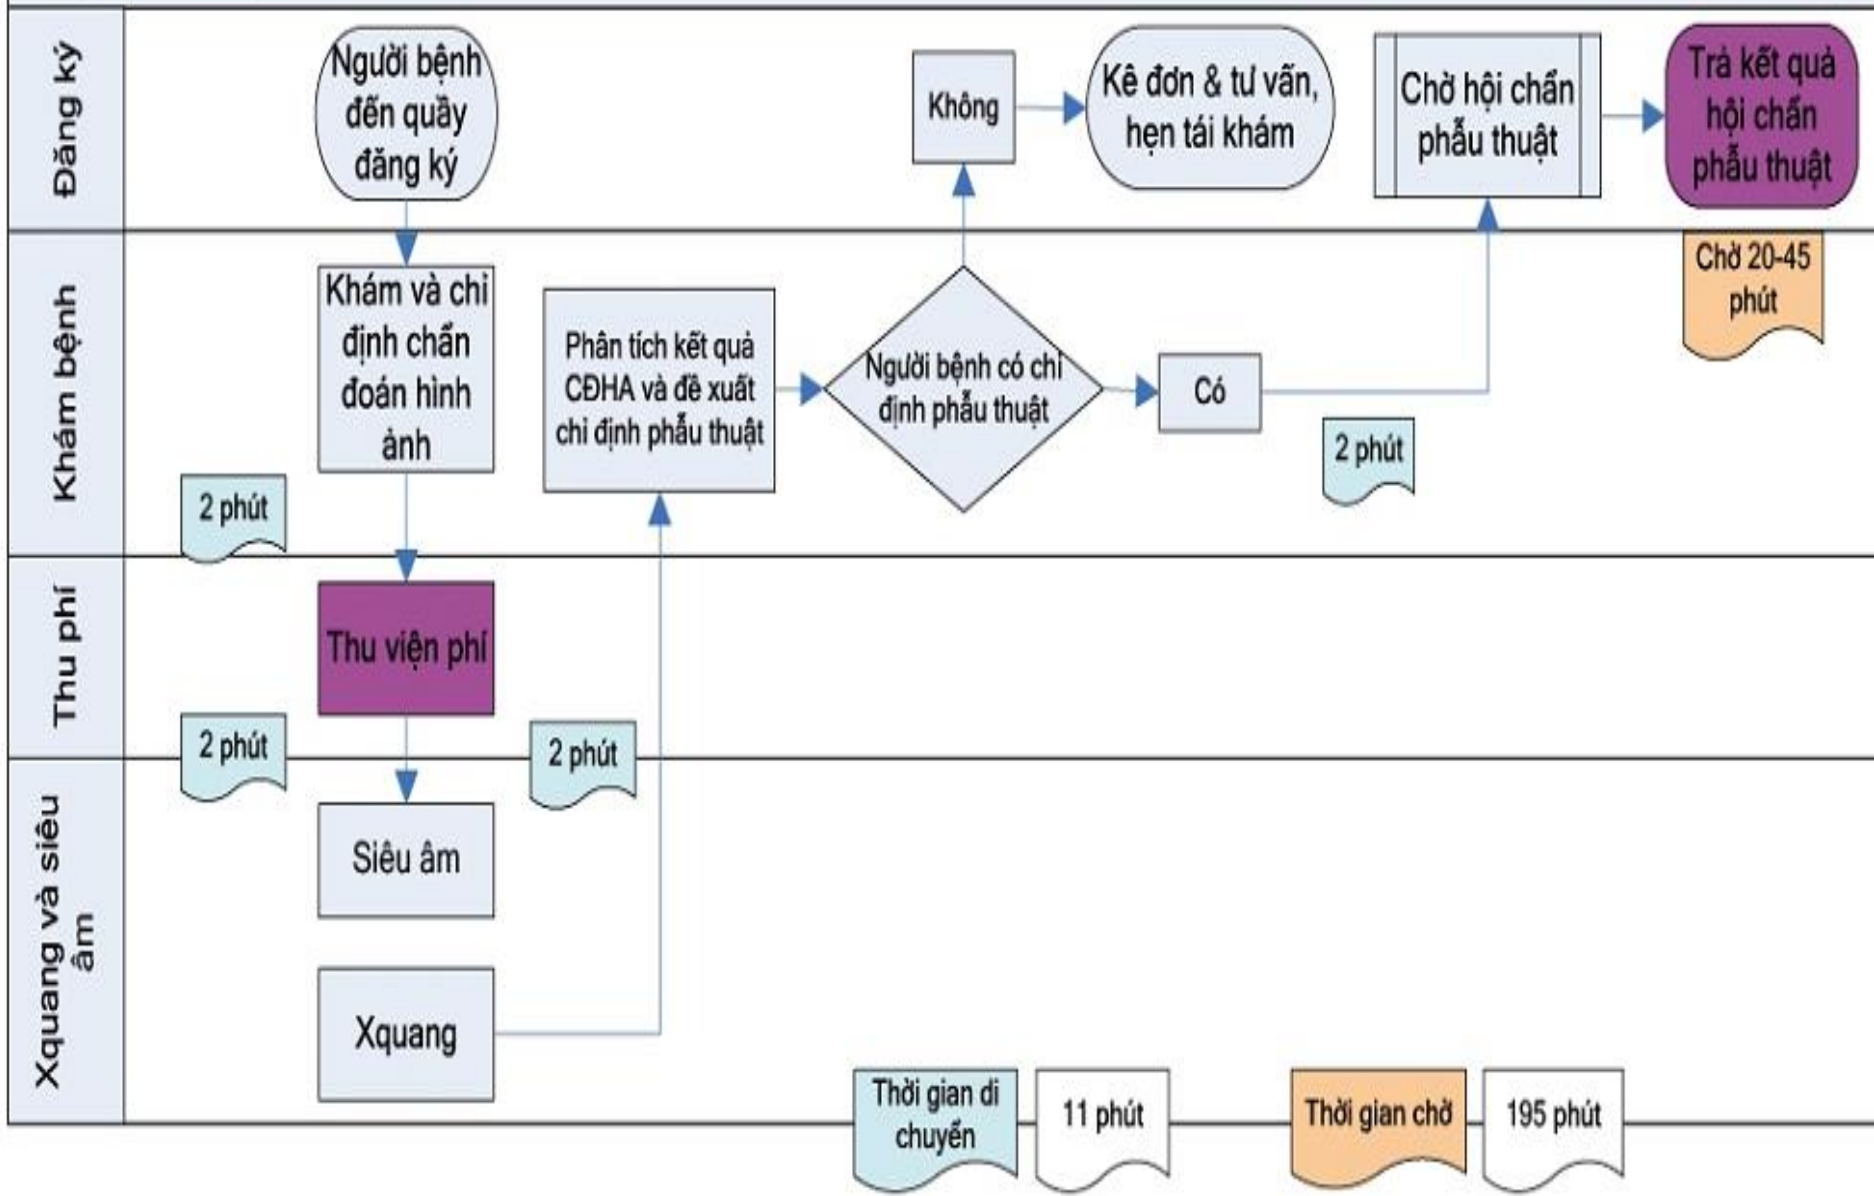 Đăng ký
Người bệnh
đến quầy
đăng ký
Không
Kê đơn & tư vấn,
hẹn tái khám
Chờ hội chẩn
phẫu thuật
Trả kết quả
hội chẩn
phẫu thuật
Khám bệnh
Khám và chỉ
định chẩn
đoán hình
ảnh
2 phút
Phân tích kết quả
CĐHA và đề xuất
chỉ định phẫu thuật
Người bệnh có chỉ
định phẫu thuật
Có
2 phút
Chờ 20-45
phút
Thu phí
Thu viện phí
2 phút
2 phút
Xquang và siêu
âm
Siêu âm
Xquang
Thời gian di
chuyển
11 phút
Thời gian chờ
195 phút